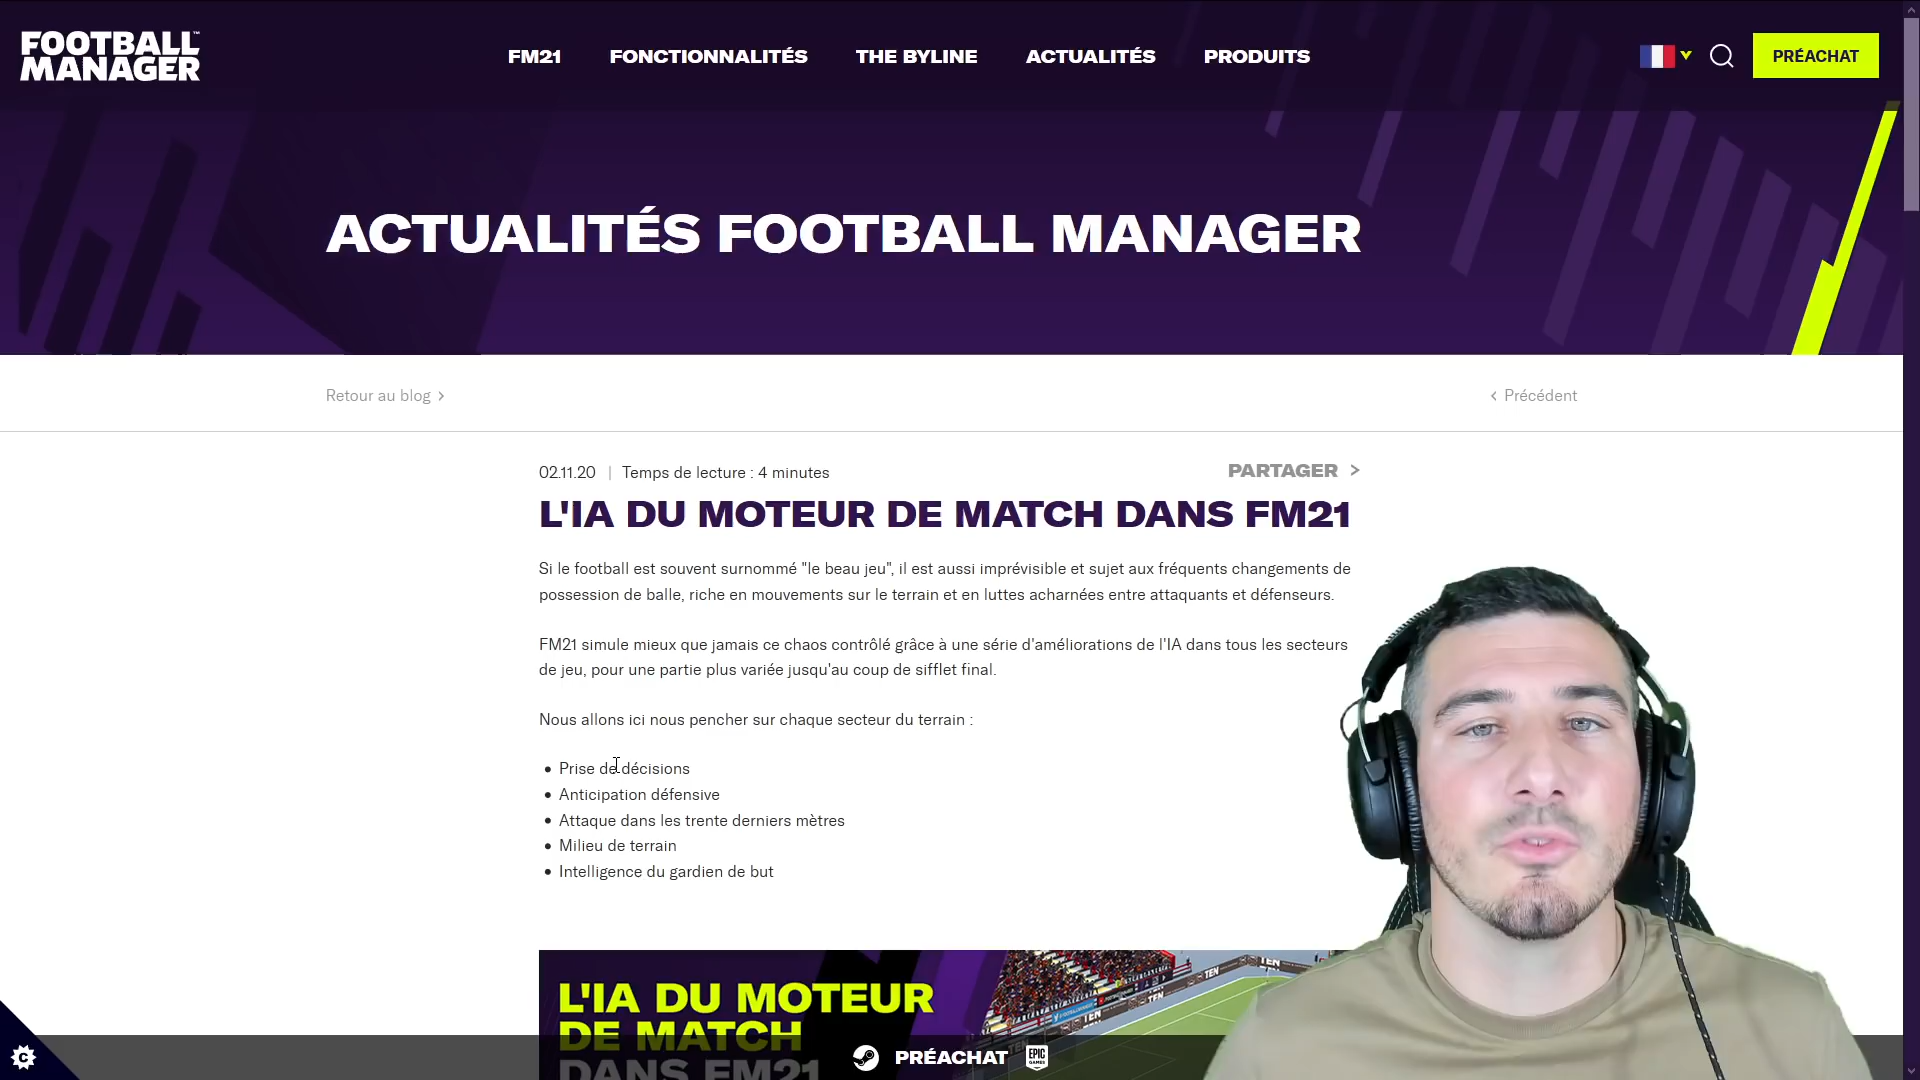 FOOTBALL
MANAGER
FM21
FONCTIONNALITÉS
THE BYLINE
ACTUALITÉS
PRODUITS
PRÉACHAT
ACTUALITÉS FOOTBALL MANAGER
Retour au blog >
< Précédent
02.11.20 | Temps de lecture : 4 minutes
PARTAGER >
L'IA DU MOTEUR DE MATCH DANS FM21
Si le football est souvent surnommé "le beau jeu", il est aussi imprévisible et sujet aux fréquents changements de
possession de balle, riche en mouvements sur le terrain et en luttes acharnées entre attaquants et défenseurs.
FM21 simule mieux que jamais ce chaos contrôlé grâce à une série d'améliorations de l'IA dans tous les secteurs
de jeu, pour une partie plus variée jusqu'au coup de sifflet final.
Nous allons ici nous pencher sur chaque secteur du terrain :
• Prise de décisions
• Anticipation défensive
• Attaque dans les trente derniers mètres
• Milieu de terrain
• Intelligence du gardien de but
L'IA DU MOTEUR
DE MATCH
DANS FM21
TEN
TEN
TEN
PRÉACHAT
EPIC
GAMES
C